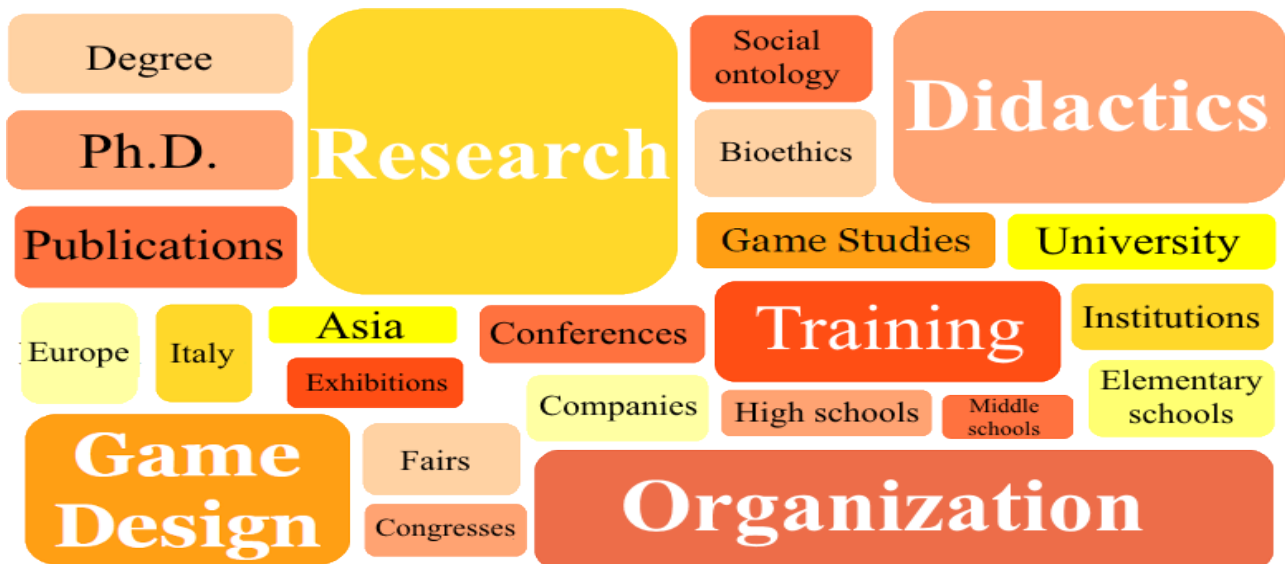 Degree
Ph.D.
Publications
Research
Social
ontology
Bioethics
Didactics
Game Studies
University
Europe
Italy
Asia
Exhibitions
Conferences
Training
Institutions
Companies
High schools
Middle
schools
Elementary
schools
Game
Design
Fairs
Congresses
Organization